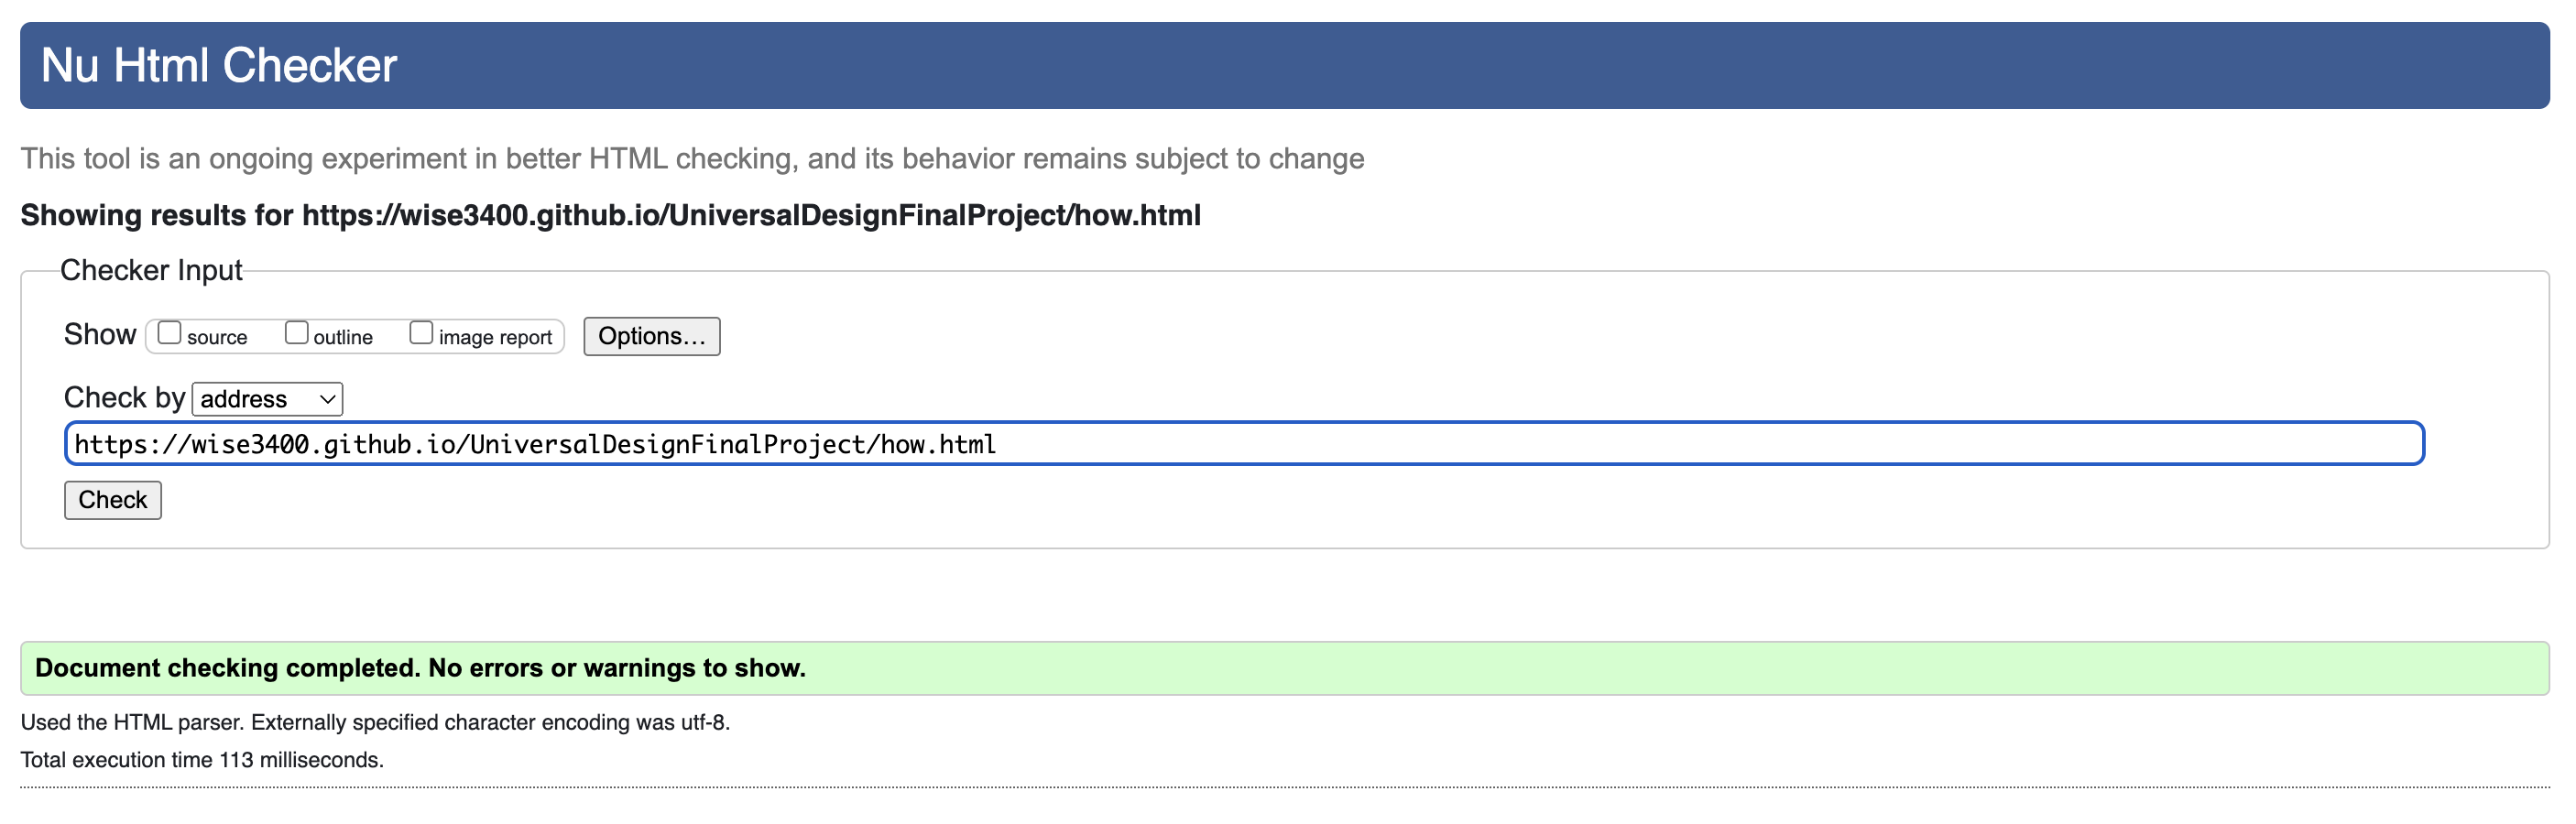 Nu Html Checker
This tool is an ongoing experiment in better HTML checking, and its behavior remains subject to change
Showing results for https://wise3400.github.io/UniversalDesignFinalProject/how.html
Checker Input
Show source outline image report Options…
Check by address
https://wise3400.github.io/UniversalDesignFinalProject/how.html
Check
Document checking completed. No errors or warnings to show.
Used the HTML parser. Externally specified character encoding was utf-8.
Total execution time 113 milliseconds.